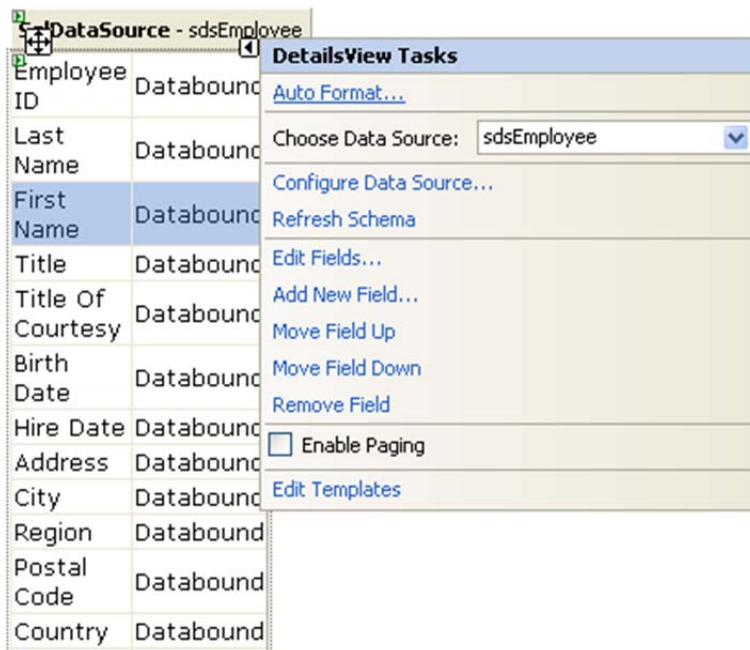 SqlDataSource - sdsEmployee
DetailsView Tasks
Auto Format...
Choose Data Source: sdsEmployee
Configure Data Source...
Refresh Schema
Edit Fields...
Add New Field...
Move Field Up
Move Field Down
Remove Field
Enable Paging
Edit Templates
Employee
ID
Databound
Last
Name
Databound
First
Name
Databound
Title Databound
Title Of
Courtesy
Databound
Birth
Date
Databound
Hire Date Databound
Address Databound
City Databound
Region Databound
Postal
Code
Databound
Country Databound